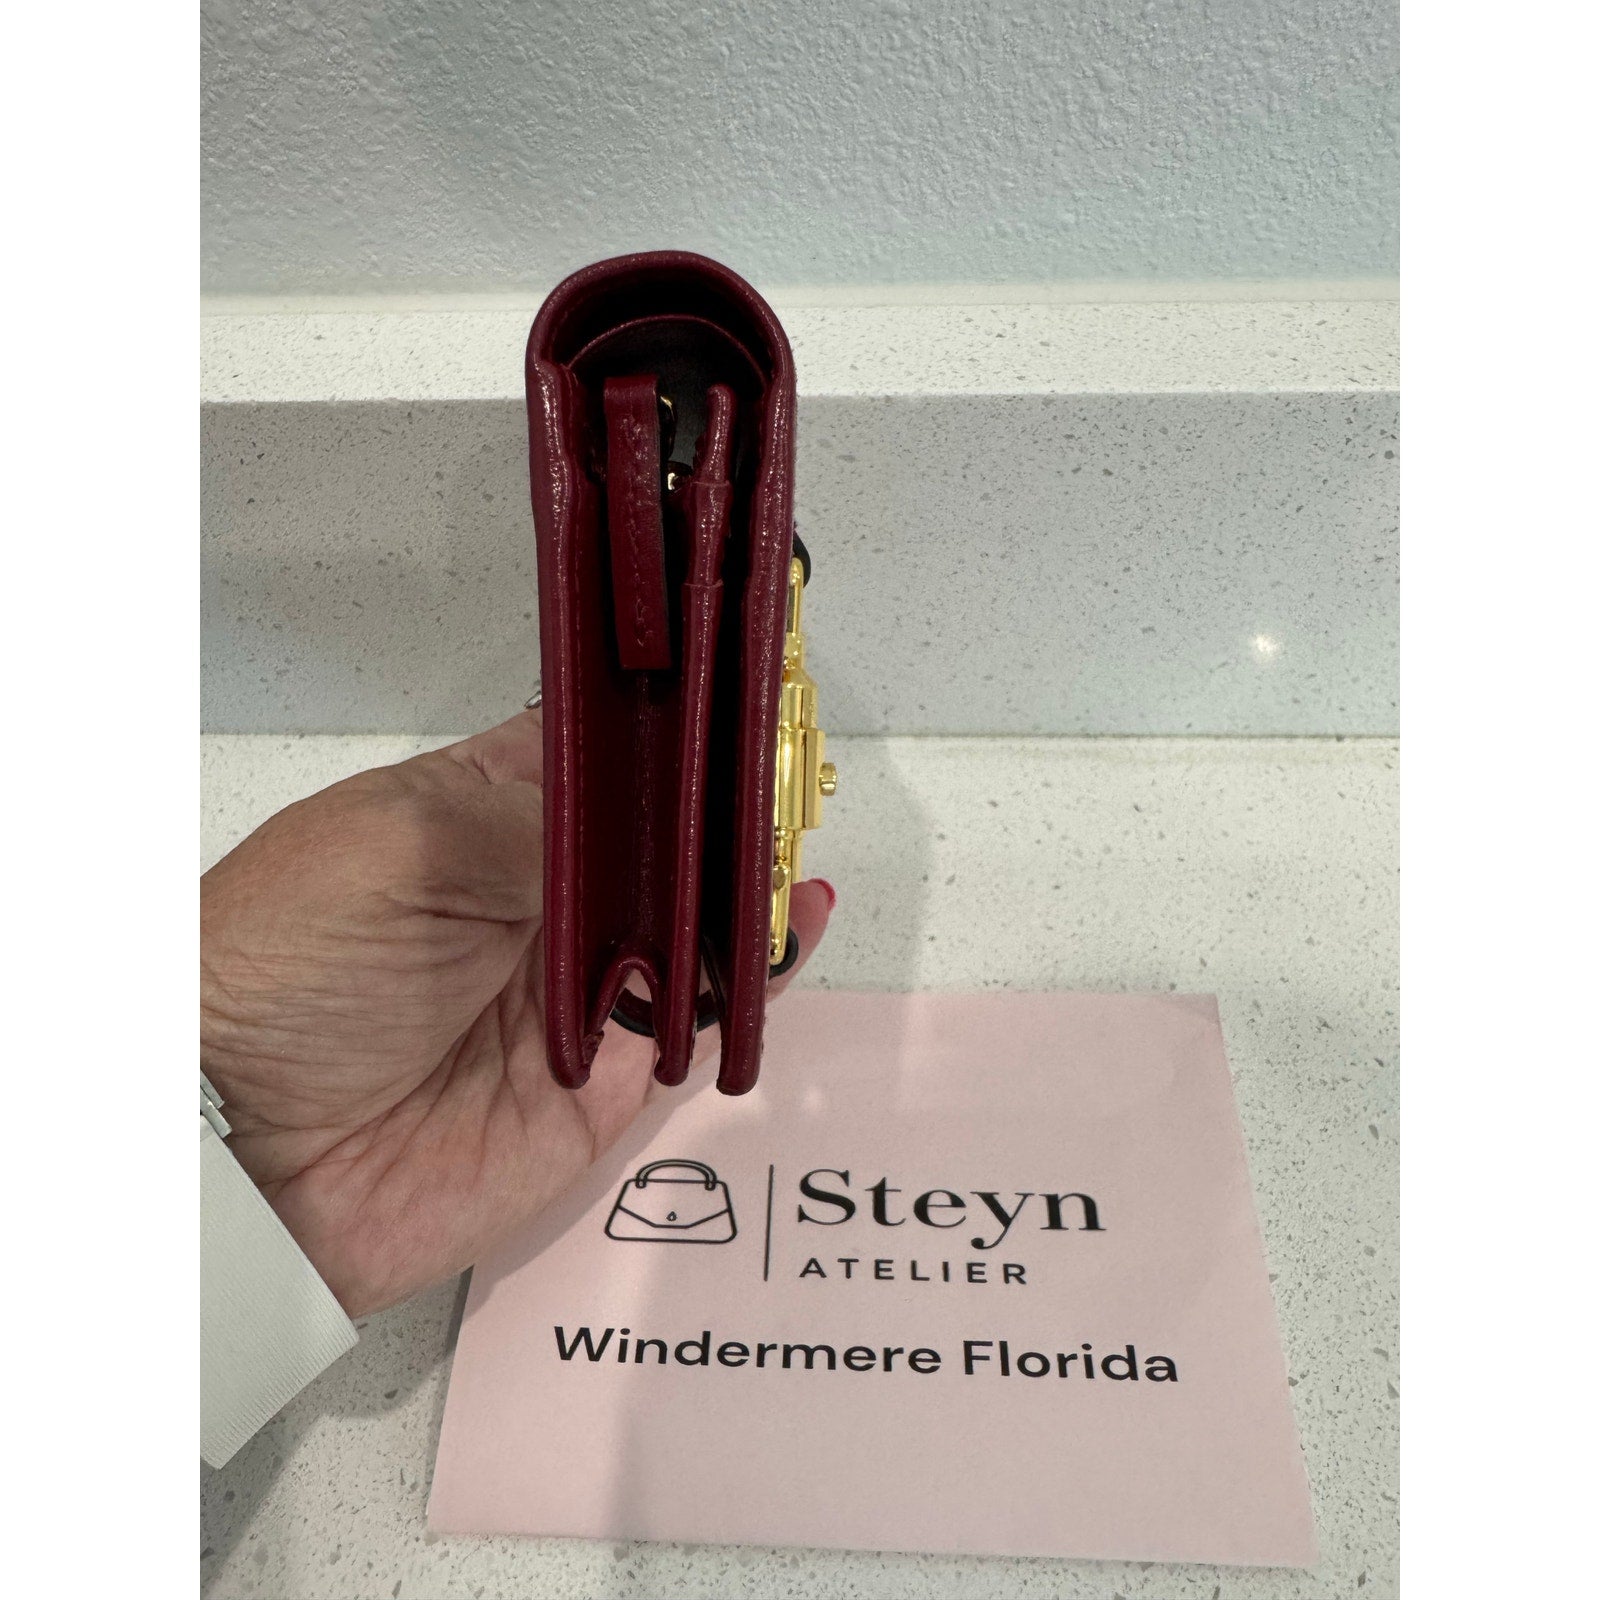 Steyn
ATELIER
Windermere Florida